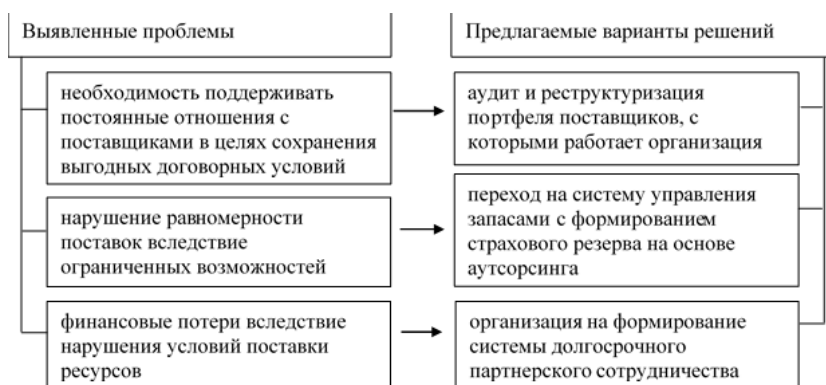 Выявленные проблемы
Предлагаемые варианты решений
необходимость поддерживать
постоянные отношения с
поставщиками в целях сохранения
выгодных договорных условий
аудит и реструктуризация
портфеля поставщиков, с
которыми работает организация
нарушение равномерности
поставок вследствие
ограниченных возможностей
переход на систему управления
запасами с формированием
страхового резерва на основе
аутсорсинга
финансовые потери вследствие
нарушения условий поставки
ресурсов
организация на формирование
системы долгосрочного
партнерского сотрудничества